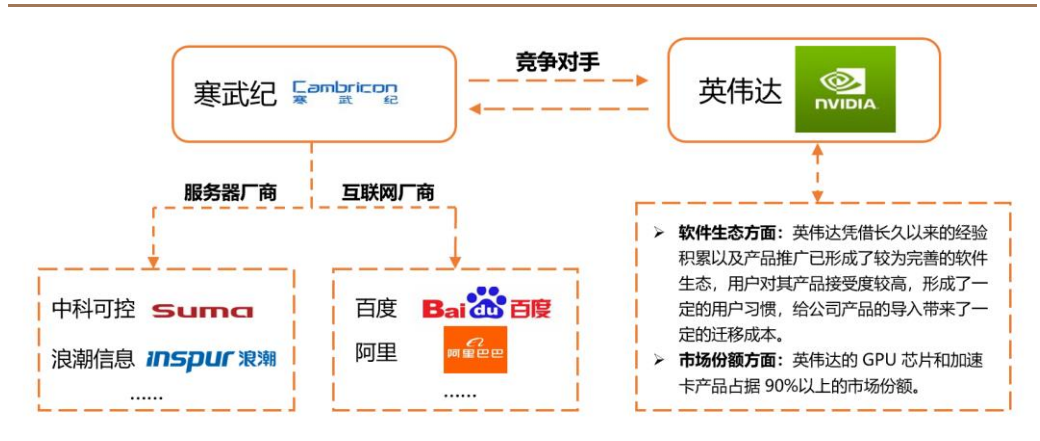 竞争对手
寒武纪 Cambricon 寒武纪
英伟达 NVIDIA
服务器厂商 互联网厂商
中科可控 Suma
浪潮信息 inspur 浪潮
……
百度 Bai du 百度
阿里 阿里巴巴
……
➢ 软件生态方面：英伟达凭借长久以来的经验
积累以及产品推广已形成了较为完善的软件
生态，用户对其产品接受度较高，形成了一
定的用户习惯，给公司产品的导入带来了一
定的迁移成本。
➢ 市场份额方面：英伟达的 GPU 芯片和加速
卡产品占据 90%以上的市场份额。